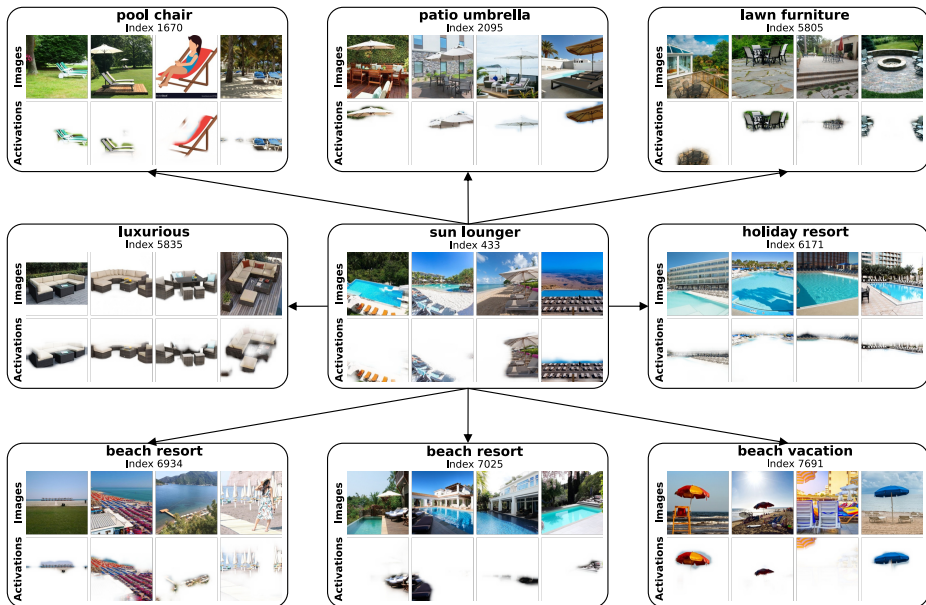 pool chair
Index 1670
Images
Activations
patio umbrella
Index 2095
Images
Activations
lawn furniture
Index 5805
Images
Activations
luxurious
Index 5835
Images
Activations
sun lounger
Index 433
Images
Activations
holiday resort
Index 6171
Images
Activations
beach resort
Index 6934
Images
Activations
beach resort
Index 7025
Images
Activations
beach vacation
Index 7691
Images
Activations